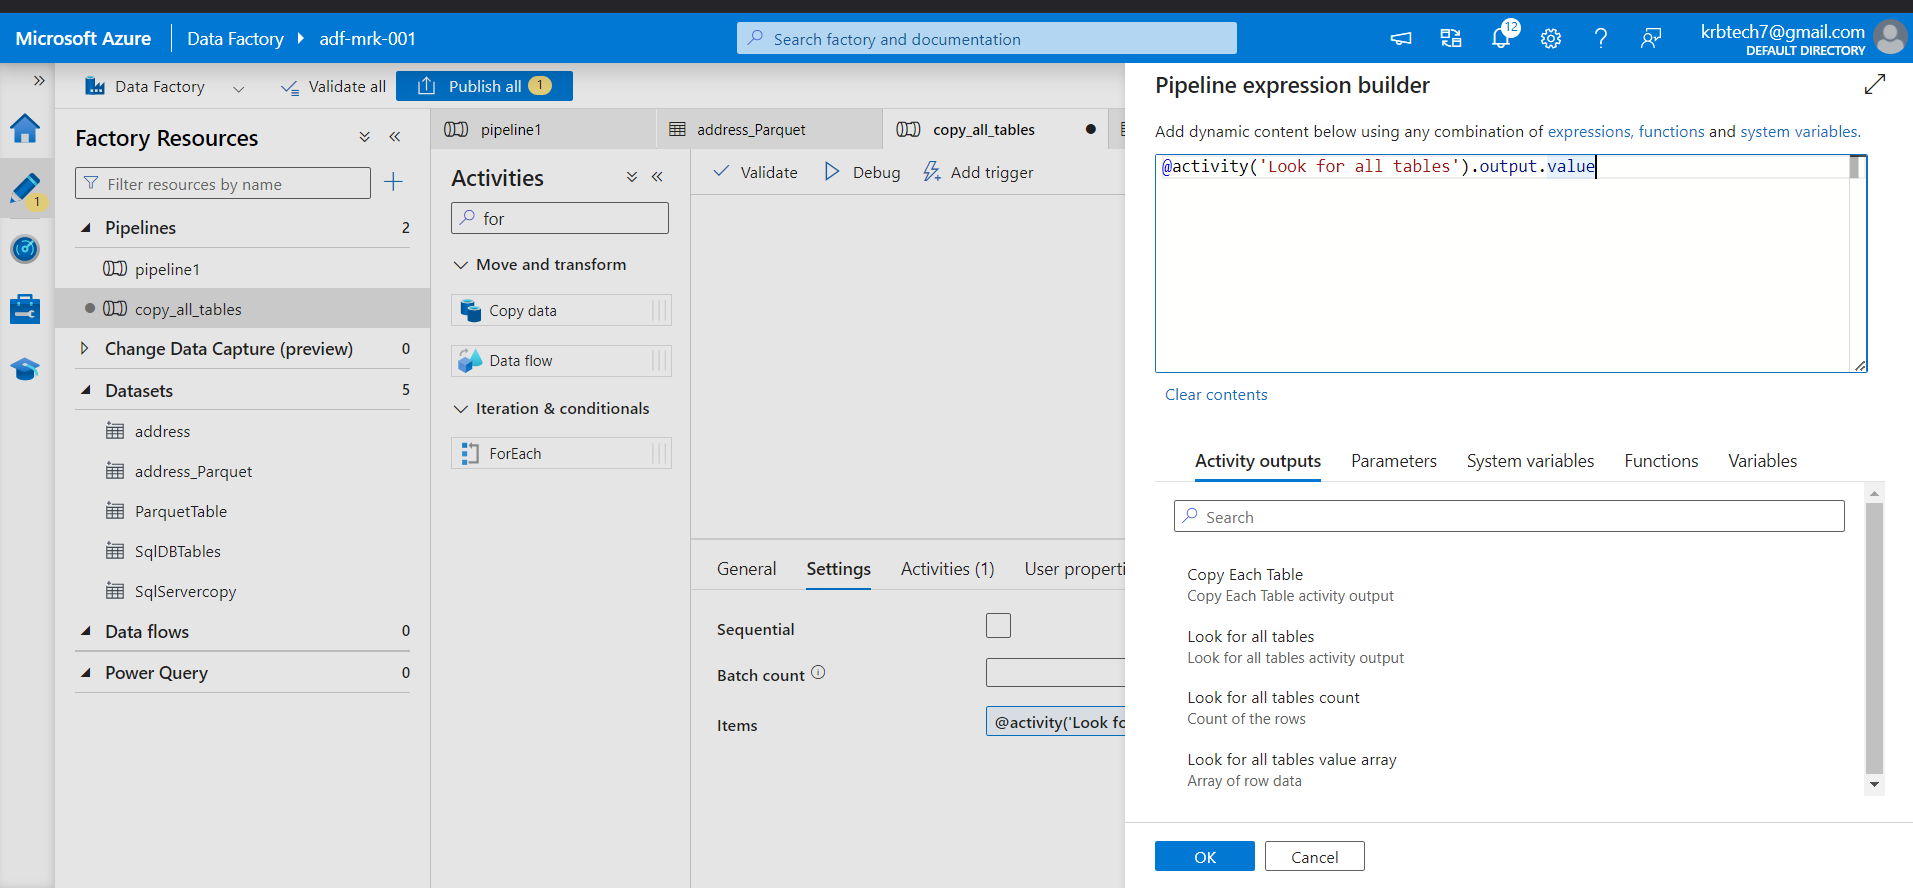 Microsoft Azure
Data Factory
adf-mrk-001
Search factory and documentation
12
krbtech7@gmail.com
DEFAULT DIRECTORY
Data Factory
Validate all
Publish all 1
1
Factory Resources
Filter resources by name
Pipelines 2
pipeline1
copy_all_tables
Change Data Capture (preview) 0
Datasets 5
address
address_Parquet
ParquetTable
SqlDBTables
SqlServercopy
Data flows 0
Power Query 0
pipeline1
address_Parquet
copy_all_tables
Activities
for
Move and transform
Copy data
Data flow
Iteration & conditionals
ForEach
Validate
Debug
Add trigger
General
Settings
Activities (1)
User properti
Sequential
Batch count
Items
@activity('Look fo
Pipeline expression builder
Add dynamic content below using any combination of expressions, functions and system variables.
@activity('Look for all tables').output.value
Clear contents
Activity outputs
Parameters
System variables
Functions
Variables
Search
Copy Each Table
Copy Each Table activity output
Look for all tables
Look for all tables activity output
Look for all tables count
Count of the rows
Look for all tables value array
Array of row data
OK
Cancel